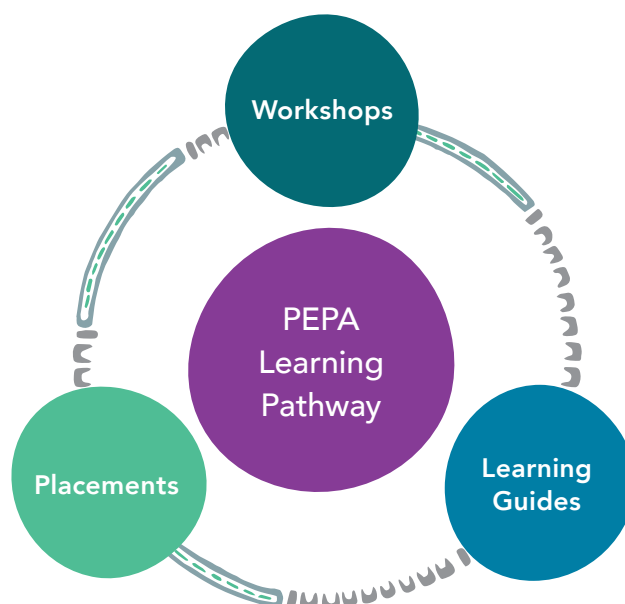 Workshops
PEPA
Learning
Pathway
Placements
Learning
Guides